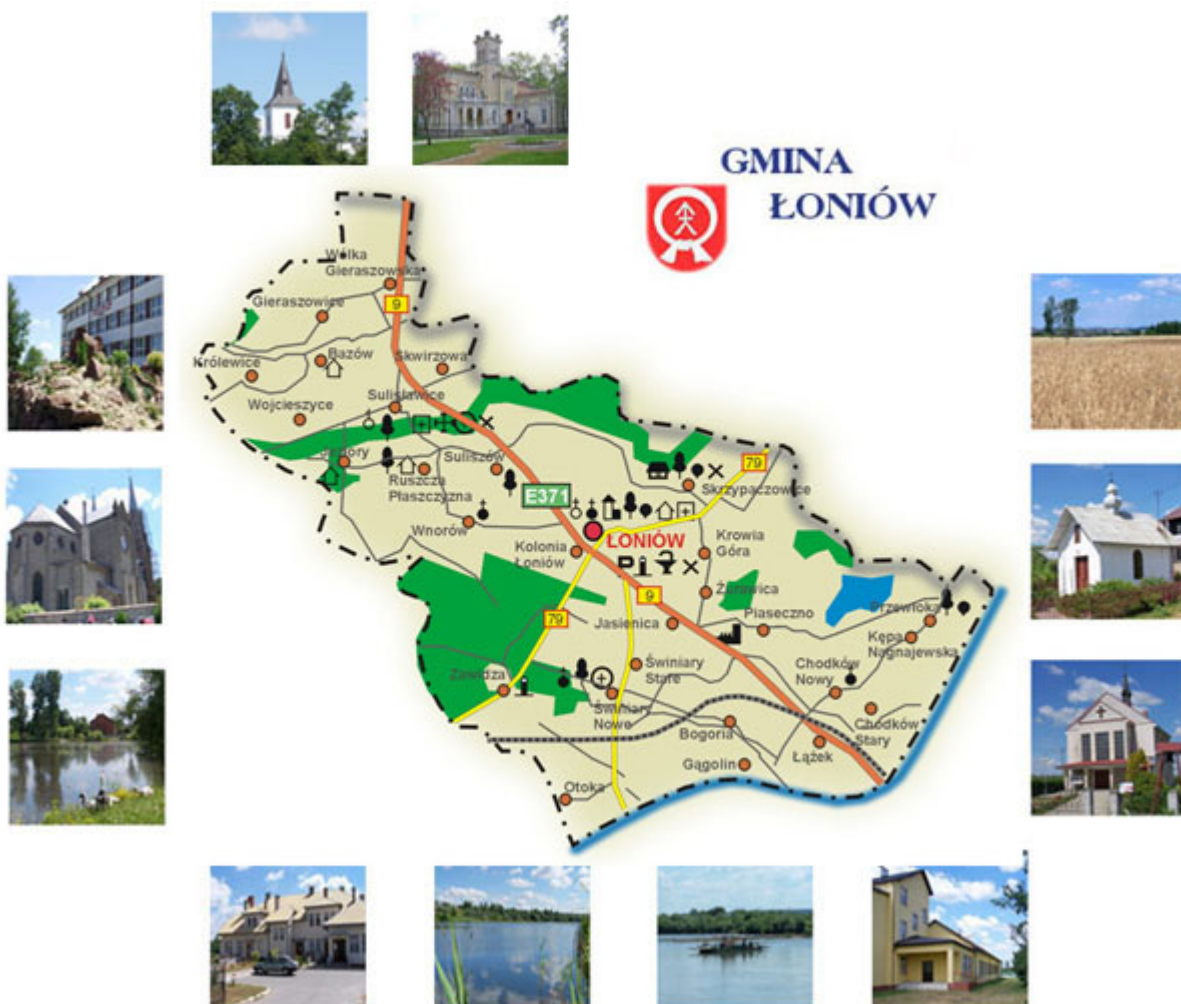 GMINA
ŁONIÓW
Wólka
Gieraszowska
9
Gieraszowice
Bazów
Skwirzowa
Królewice
Sulisławice
Wojcieszyce
79
Suliszów
Ruszcza
Płaszczyzna
Skrzypaczowice
E371
Wnorów
ŁONIÓW
Kolonia
Łoniów
Krowia
Góra
P
Żurawica
9
Piaseczno
Przewłoka
79
Jasienica
Kępa
Nagnajewska
Zawidza
Świniary
Stare
Chodków
Nowy
Świniary
Nowe
Chodków
Stary
Bogoria
Łążek
Gągolin
Otoka